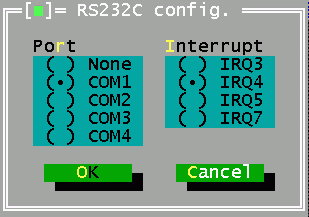 [■]= RS232C config.
Port
( ) None
(•) COM1
( ) COM2
( ) COM3
( ) COM4
Interrupt
( ) IRQ3
(•) IRQ4
( ) IRQ5
( ) IRQ7
OK
Cancel